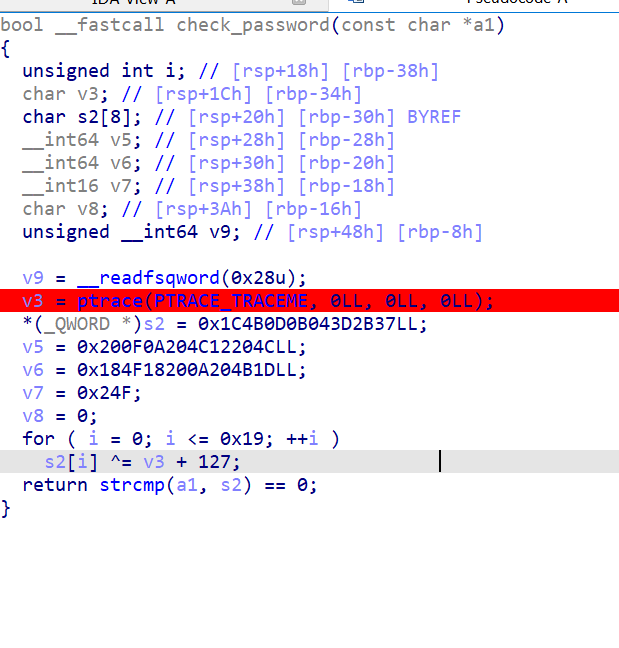 IDA View-A
Pseudocode-A
bool __fastcall check_password(const char *a1)
{
  unsigned int i; // [rsp+18h] [rbp-38h]
  char v3; // [rsp+1Ch] [rbp-34h]
  char s2[8]; // [rsp+20h] [rbp-30h] BYREF
  __int64 v5; // [rsp+28h] [rbp-28h]
  __int64 v6; // [rsp+30h] [rbp-20h]
  __int16 v7; // [rsp+38h] [rbp-18h]
  char v8; // [rsp+3Ah] [rbp-16h]
  unsigned __int64 v9; // [rsp+48h] [rbp-8h]

  v9 = __readfsqword(0x28u);
  v3 = ptrace(PTRACE_TRACEME, 0LL, 0LL, 0LL);
  *(_QWORD *)s2 = 0x1C4B0D0B043D2B37LL;
  v5 = 0x200F0A204C12204CLL;
  v6 = 0x184F18200A204B1DLL;
  v7 = 0x24F;
  v8 = 0;
  for ( i = 0; i <= 0x19; ++i )
    s2[i] ^= v3 + 127;
  return strcmp(a1, s2) == 0;
}